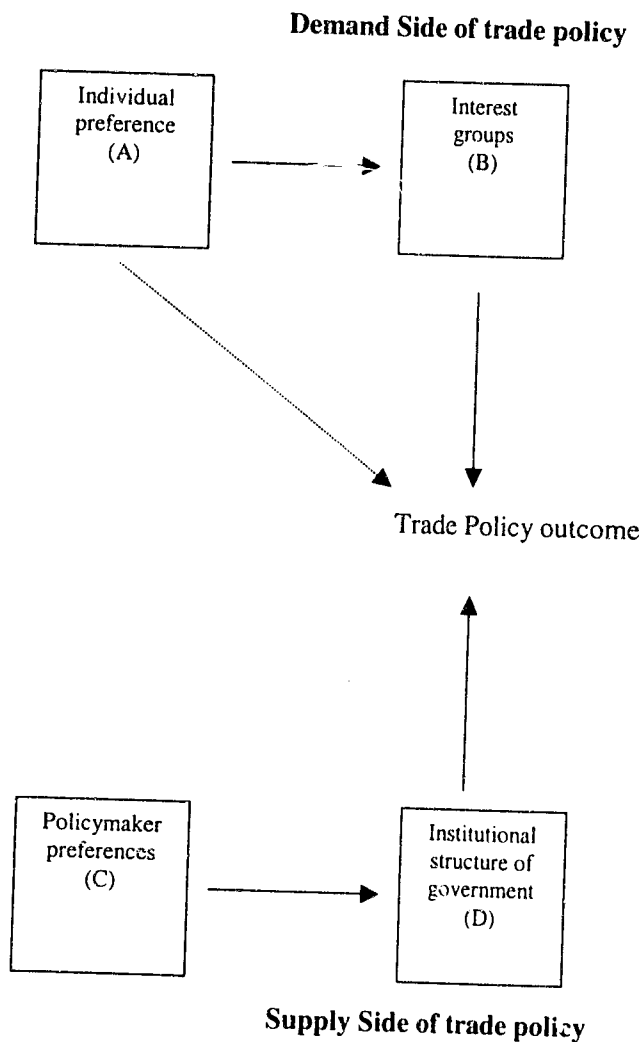 Demand Side of trade policy
Individual
preference
(A)
Interest
groups
(B)
Trade Policy outcome
Policymaker
preferences
(C)
Institutional
structure of
government
(D)
Supply Side of trade policy